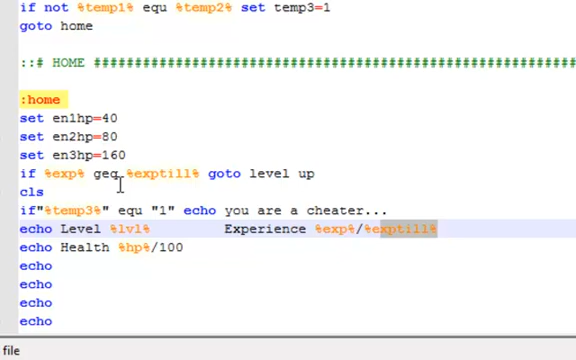 if not %temp1% equ %temp2% set temp3=1
goto home
::# HOME ###########################################################
:home
set en1hp=40
set en2hp=80
set en3hp=160
if %exp% geq %exptill% goto level up
cls
if"%temp3%" equ "1" echo you are a cheater...
echo Level %lvl% Experience %exp%/%exptill%
echo Health %hp%/100
echo
echo
echo
echo
file